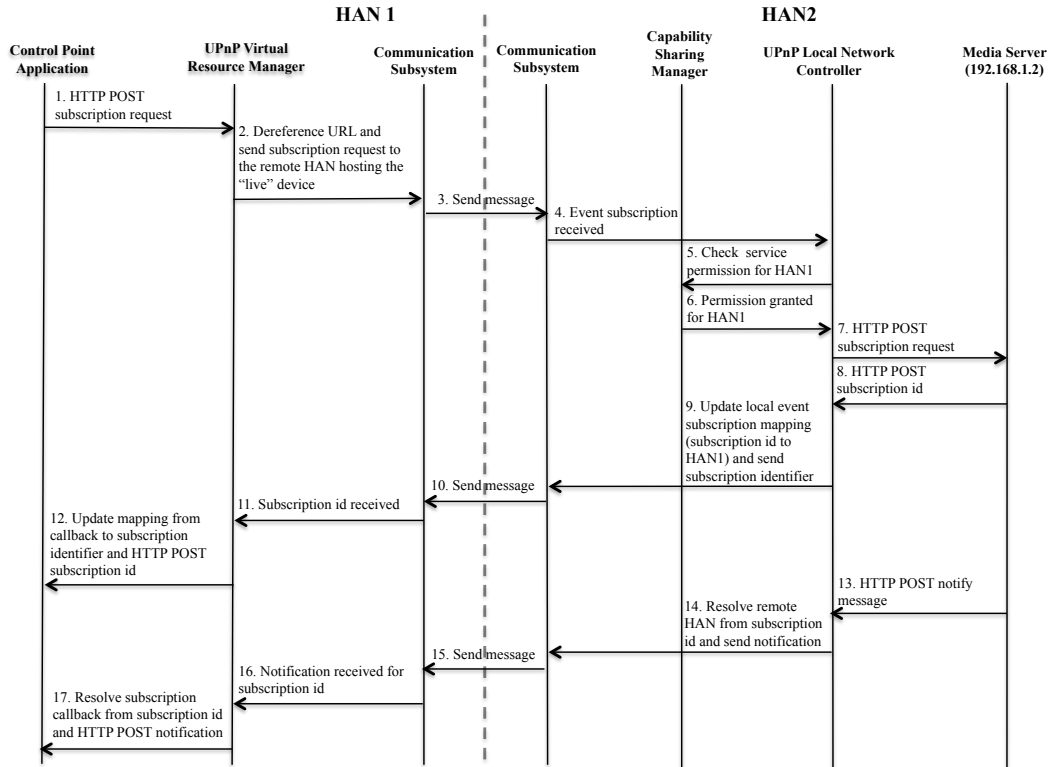 HAN 1
HAN2
Control Point
Application
UPnP Virtual
Resource Manager
Communication
Subsystem
Communication
Subsystem
Capability
Sharing
Manager
UPnP Local Network
Controller
Media Server
(192.168.1.2)
1. HTTP POST
subscription request
2. Dereference URL and
send subscription request to
the remote HAN hosting the
“live” device
3. Send message
4. Event subscription
received
5. Check  service
permission for HAN1
6. Permission granted
for HAN1
7. HTTP POST
subscription request
8. HTTP POST
subscription id
9. Update local event
subscription mapping
(subscription id to
HAN1) and send
subscription identifier
10. Send message
11. Subscription id received
12. Update mapping from
callback to subscription
identifier and HTTP POST
subscription id
13. HTTP POST notify
message
14. Resolve remote
HAN from subscription
id and send notification
15. Send message
16. Notification received for
subscription id
17. Resolve subscription
callback from subscription id
and HTTP POST notification